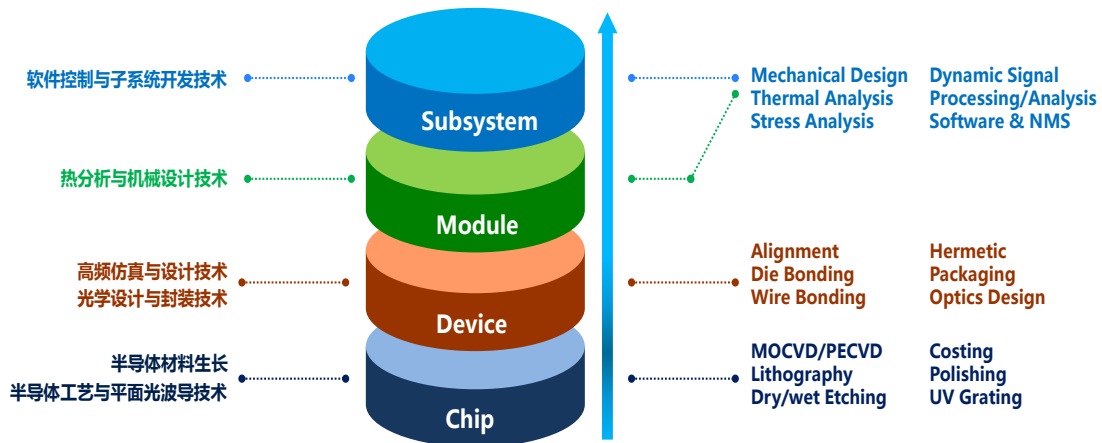 软件控制与子系统开发技术
Subsystem
Mechanical Design
Thermal Analysis
Stress Analysis
Dynamic Signal
Processing/Analysis
Software & NMS
热分析与机械设计技术
Module
高频仿真与设计技术
光学设计与封装技术
Device
Alignment
Die Bonding
Wire Bonding
Hermetic
Packaging
Optics Design
半导体材料生长
半导体工艺与平面光波导技术
Chip
MOCVD/PECVD
Lithography
Dry/wet Etching
Costing
Polishing
UV Grating